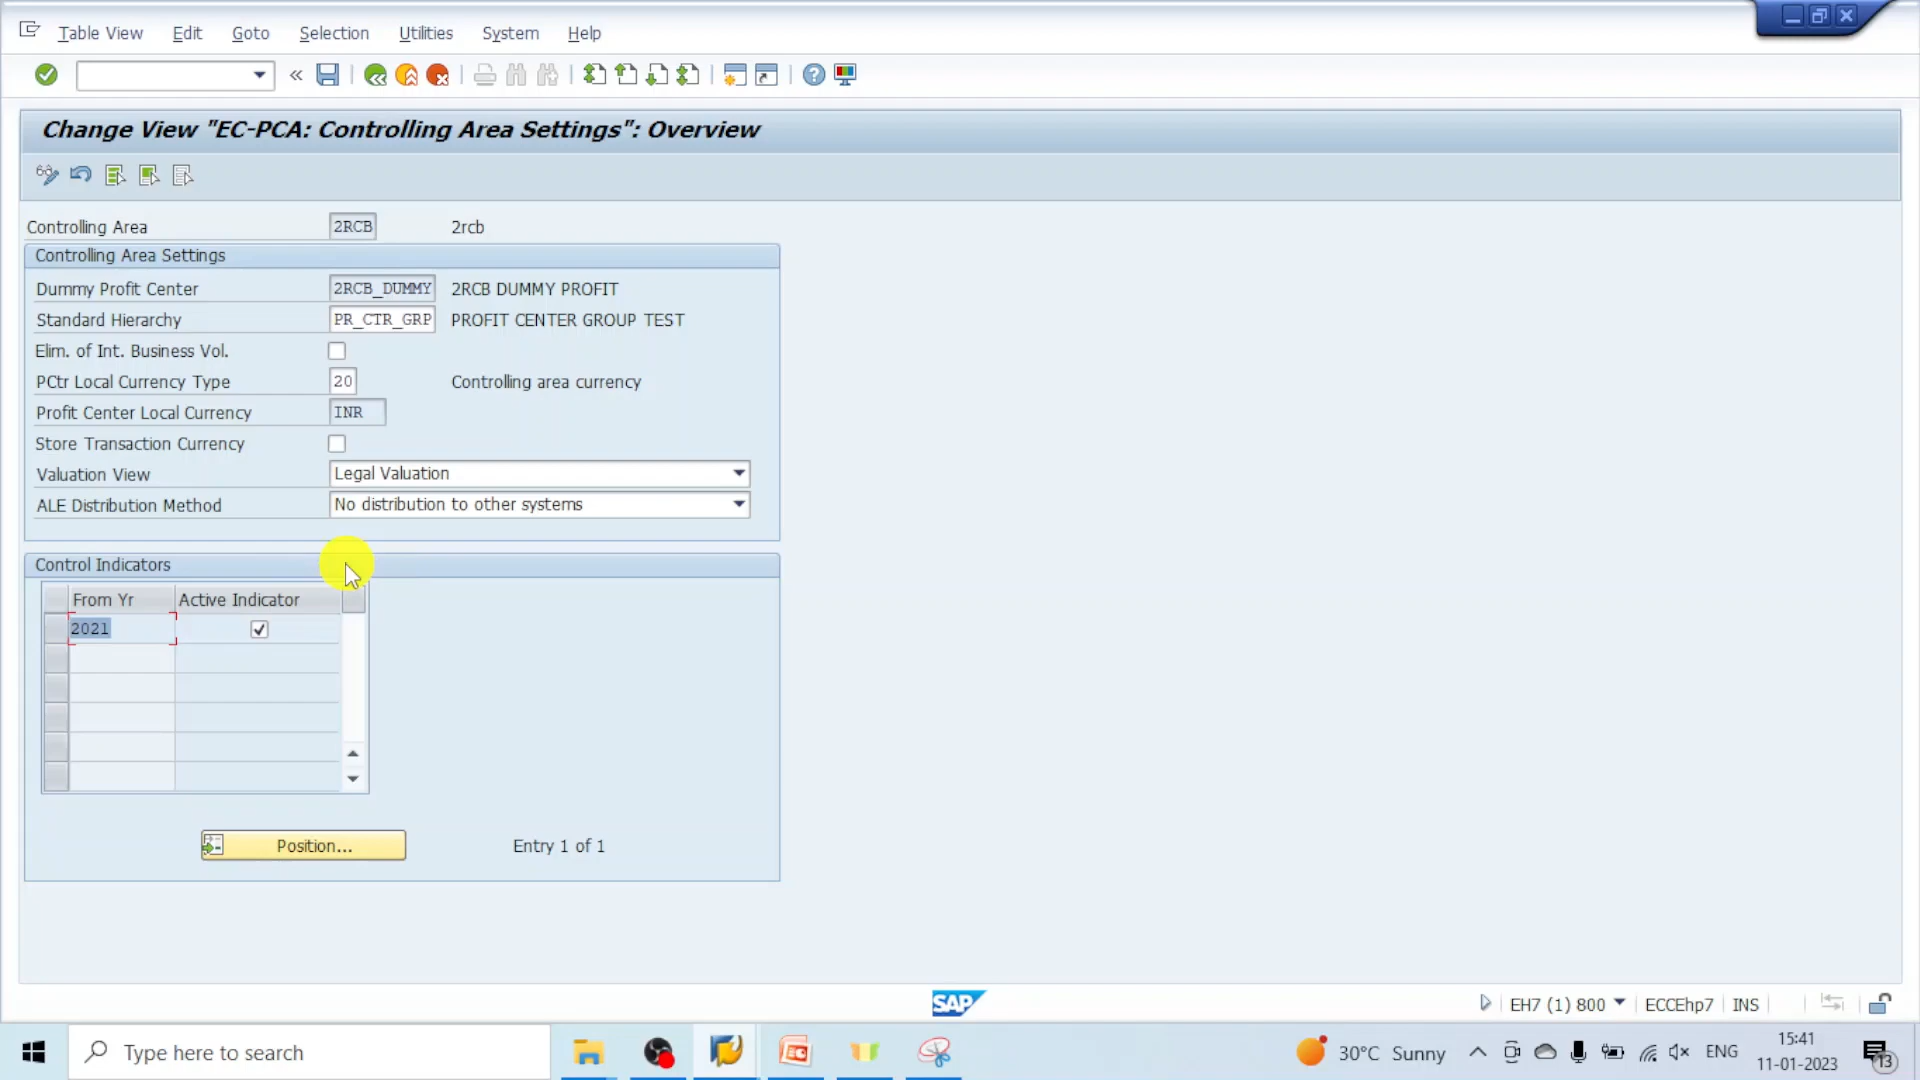 Table View Edit Goto Selection Utilities System Help
Change View "EC-PCA: Controlling Area Settings": Overview
Controlling Area 2RCB 2rcb
Controlling Area Settings
Dummy Profit Center 2RCB_DUMMY 2RCB DUMMY PROFIT
Standard Hierarchy PR_CTR_GRP PROFIT CENTER GROUP TEST
Elim. of Int. Business Vol.
PCtr Local Currency Type 20 Controlling area currency
Profit Center Local Currency INR
Store Transaction Currency
Valuation View Legal Valuation
ALE Distribution Method No distribution to other systems
Control Indicators
From Yr Active Indicator
2021
Position... Entry 1 of 1
SAP EH7 (1) 800 ECCEhp7 INS
Type here to search 30°C Sunny ENG 15:41
11-01-2023 13